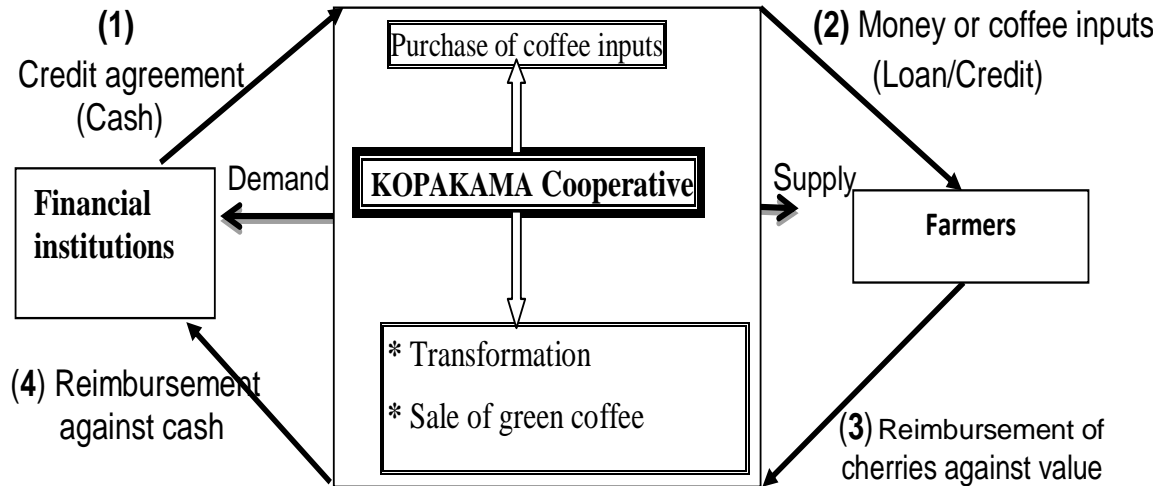 (1)
Credit agreement
(Cash)
Purchase of coffee inputs
(2) Money or coffee inputs
(Loan/Credit)
Financial
institutions
Demand
KOPAKAMA Cooperative
Supply
Farmers
* Transformation
* Sale of green coffee
(4) Reimbursement
against cash
(3) Reimbursement of
cherries against value